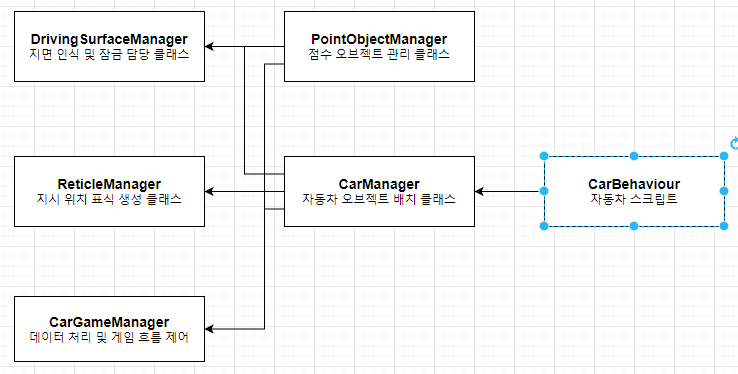 DrivingSurfaceManager
지면 인식 및 잠금 담당 클래스
PointObjectManager
점수 오브젝트 관리 클래스
ReticleManager
지시 위치 표식 생성 클래스
CarManager
자동차 오브젝트 배치 클래스
CarBehaviour
자동차 스크립트
CarGameManager
데이터 처리 및 게임 흐름 제어